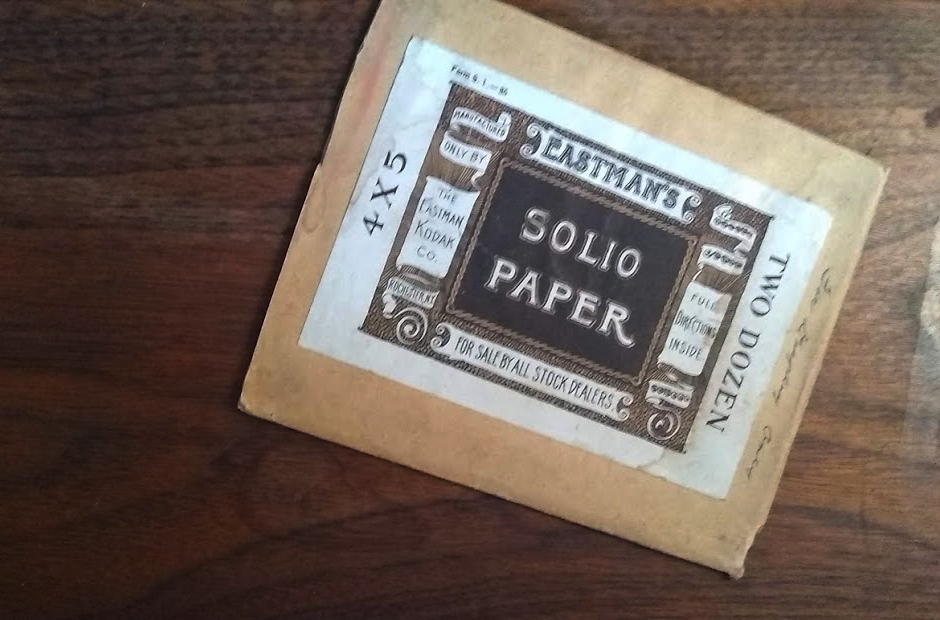 Form S. 1.—95
MANUFACTURED
ONLY BY
THE
EASTMAN
KODAK
CO.
ROCHESTER, N.Y.
4 X 5
EASTMAN'S
SOLIO
PAPER
FOR SALE BY ALL STOCK DEALERS.
FULL
DIRECTIONS
INSIDE
TWO DOZEN